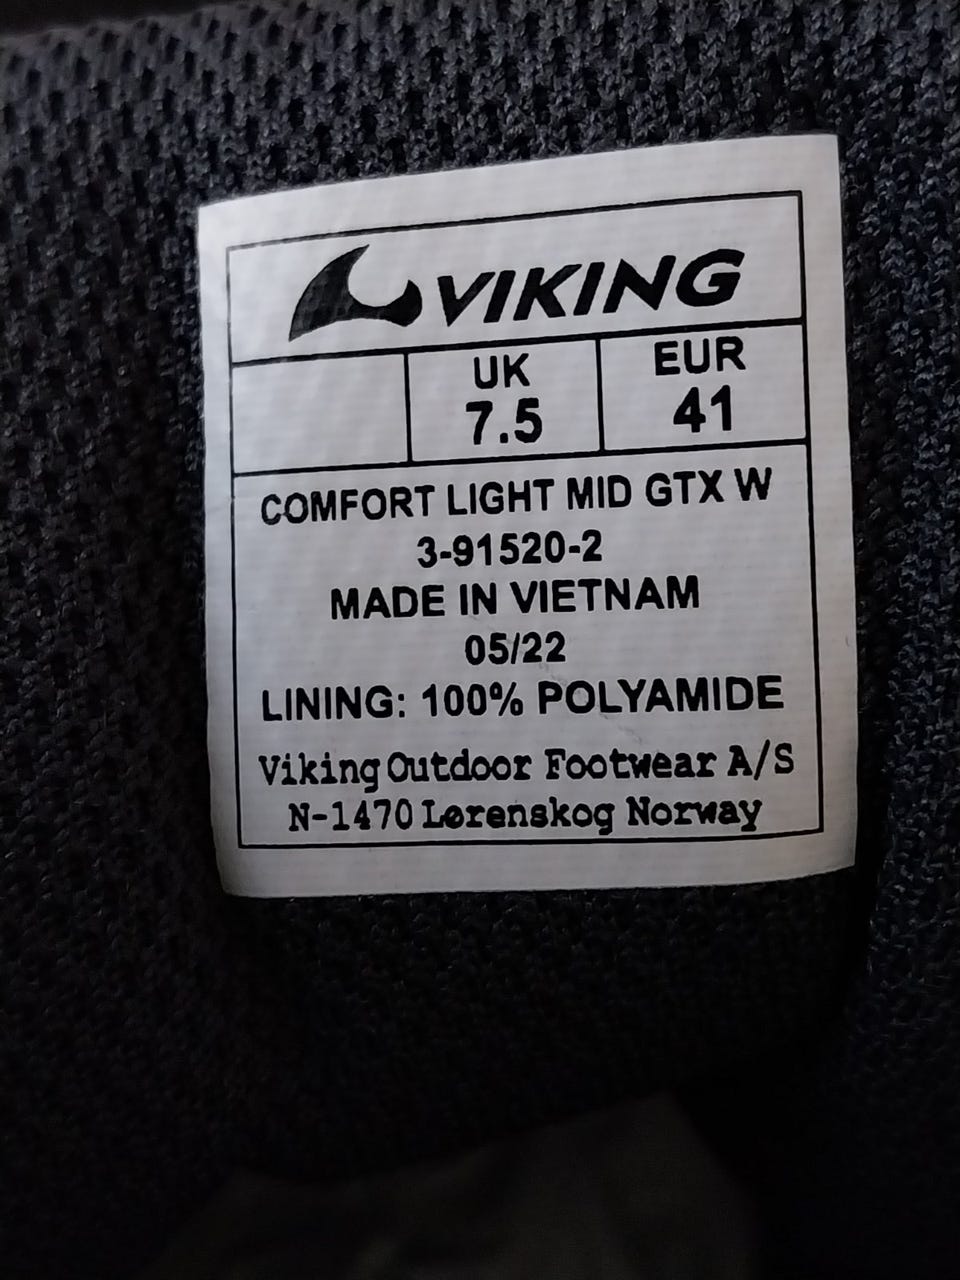 VIKING
UK EUR
7.5 41
COMFORT LIGHT MID GTX W
3-91520-2
MADE IN VIETNAM
05/22
LINING: 100% POLYAMIDE
Viking Outdoor Footwear A/S
N-1470 Lørenskog Norway